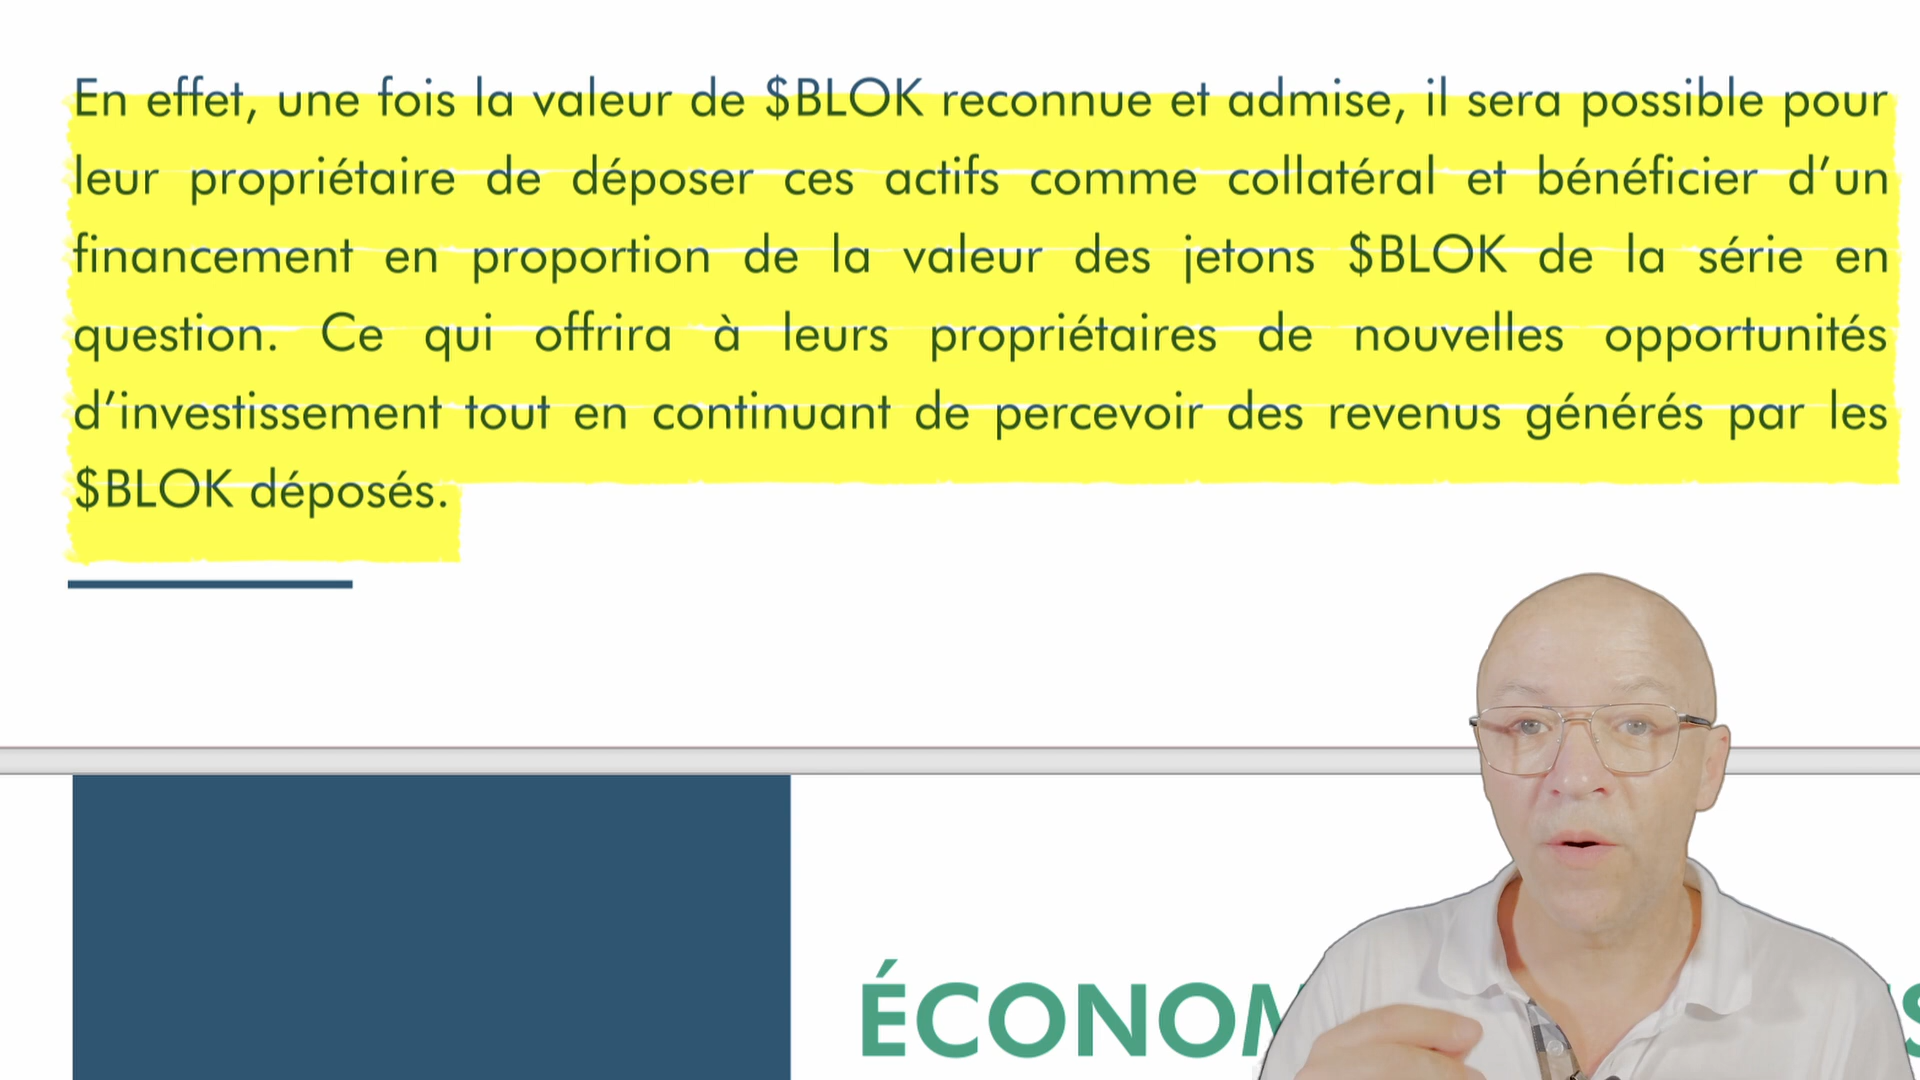 En effet, une fois la valeur de $BLOK reconnue et admise, il sera possible pour
leur propriétaire de déposer ces actifs comme collatéral et bénéficier d’un
financement en proportion de la valeur des jetons $BLOK de la série en
question. Ce qui offrira à leurs propriétaires de nouvelles opportunités
d’investissement tout en continuant de percevoir des revenus générés par les
$BLOK déposés.